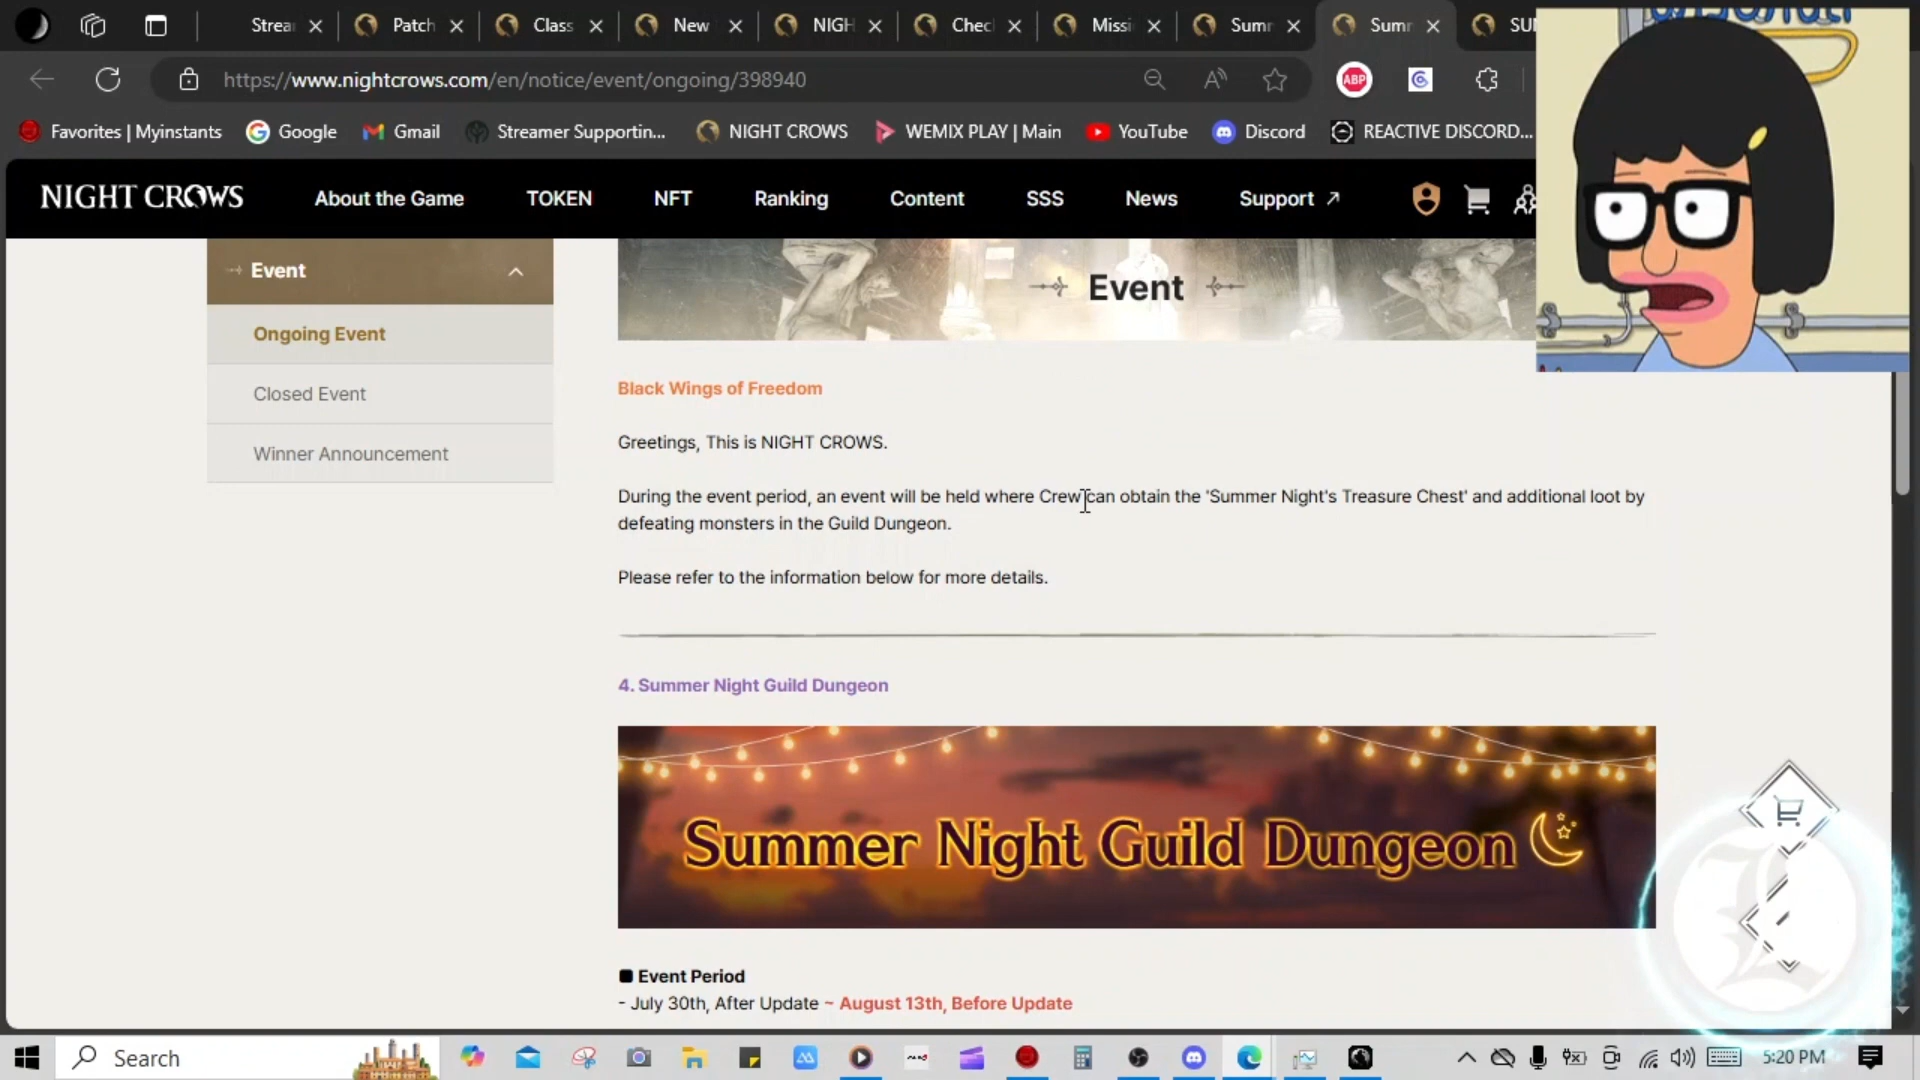 Strea
Patch
Class
New
NIGH
Chec
Missi
Summ
Summ
SU
https://www.nightcrows.com/en/notice/event/ongoing/398940
ABP
Favorites | Myinstants
Google
Gmail
Streamer Supportin...
NIGHT CROWS
WEMIX PLAY | Main
YouTube
Discord
REACTIVE DISCORD...
NIGHT CROWS
About the Game
TOKEN
NFT
Ranking
Content
SSS
News
Support
Event
Ongoing Event
Closed Event
Winner Announcement
Event
Black Wings of Freedom
Greetings, This is NIGHT CROWS.
During the event period, an event will be held where Crew can obtain the 'Summer Night's Treasure Chest' and additional loot by
defeating monsters in the Guild Dungeon.
Please refer to the information below for more details.
4. Summer Night Guild Dungeon
Summer Night Guild Dungeon
■ Event Period
- July 30th, After Update ~ August 13th, Before Update
Search
5:20 PM